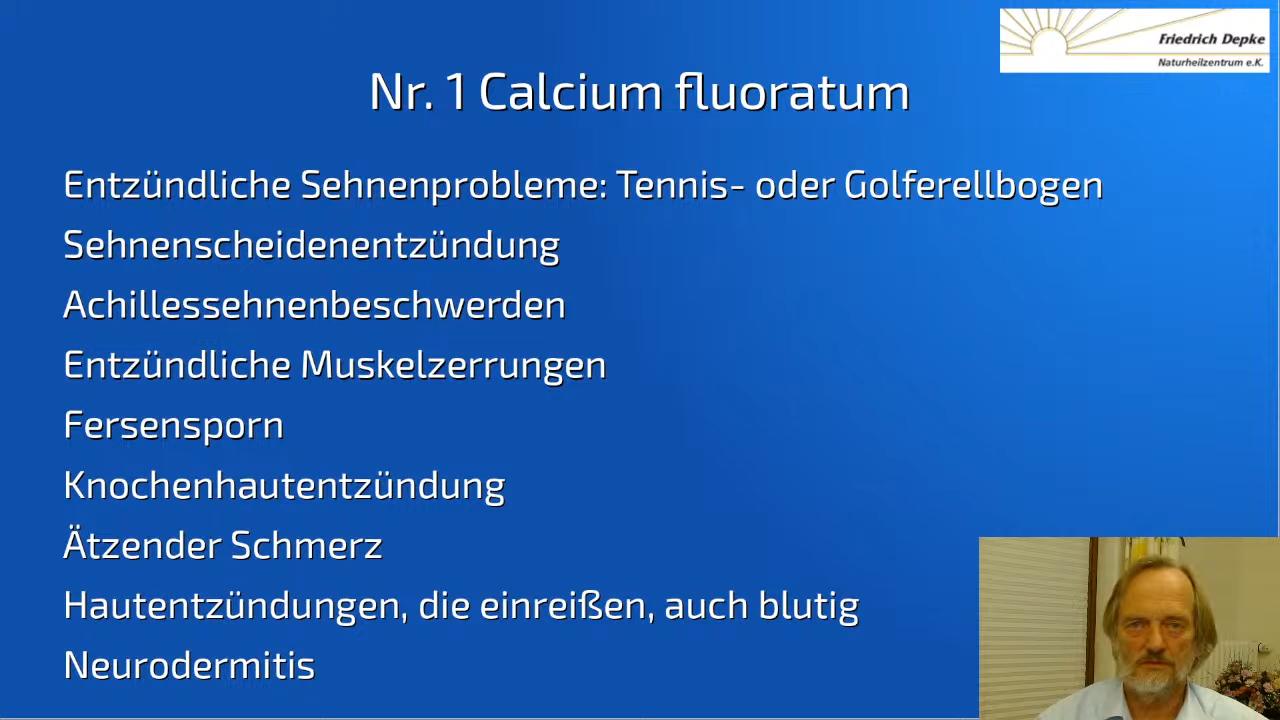 Friedrich Depke
Naturheilzentrum e.K.
Nr. 1 Calcium fluoratum
Entzündliche Sehnenprobleme: Tennis- oder Golferellbogen
Sehnenscheidenentzündung
Achillessehnenbeschwerden
Entzündliche Muskelzerrungen
Fersensporn
Knochenhautentzündung
Ätzender Schmerz
Hautentzündungen, die einreißen, auch blutig
Neurodermitis